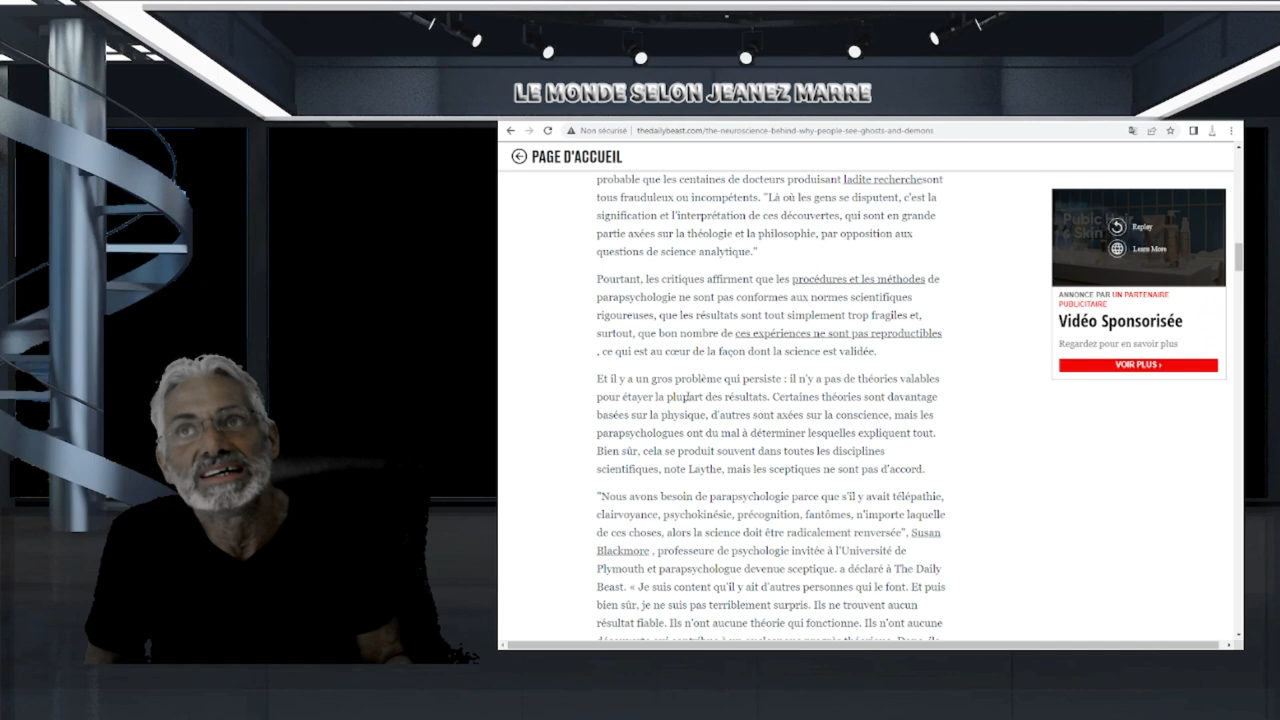 LE MONDE SELON JEANEZ MARRE
Non sécurisé | thedailybeast.com/the-neuroscience-behind-why-people-see-ghosts-and-demons
PAGE D'ACCUEIL
probable que les centaines de docteurs produisant ladite recherchesont
tous frauduleux ou incompétents. "Là où les gens se disputent, c'est la
signification et l'interprétation de ces découvertes, qui sont en grande
partie axées sur la théologie et la philosophie, par opposition aux
questions de science analytique."
Pourtant, les critiques affirment que les procédures et les méthodes de
parapsychologie ne sont pas conformes aux normes scientifiques
rigoureuses, que les résultats sont tout simplement trop fragiles et,
surtout, que bon nombre de ces expériences ne sont pas reproductibles
, ce qui est au cœur de la façon dont la science est validée.
Et il y a un gros problème qui persiste : il n'y a pas de théories valables
pour étayer la plupart des résultats. Certaines théories sont davantage
basées sur la physique, d'autres sont axées sur la conscience, mais les
parapsychologues ont du mal à déterminer lesquelles expliquent tout.
Bien sûr, cela se produit souvent dans toutes les disciplines
scientifiques, note Laythe, mais les sceptiques ne sont pas d'accord.
"Nous avons besoin de parapsychologie parce que s'il y avait télépathie,
clairvoyance, psychokinésie, précognition, fantômes, n'importe laquelle
de ces choses, alors la science doit être radicalement renversée", Susan
Blackmore , professeure de psychologie invitée à l'Université de
Plymouth et parapsychologue devenue sceptique. a déclaré à The Daily
Beast. « Je suis content qu'il y ait d'autres personnes qui le font. Et puis
bien sûr, je ne suis pas terriblement surpris. Ils ne trouvent aucun
résultat fiable. Ils n'ont aucune théorie qui fonctionne. Ils n'ont aucune
Public Hair
& Skin
Replay
Learn More
ANNONCE PAR UN PARTENAIRE
PUBLICITAIRE
Vidéo Sponsorisée
Regardez pour en savoir plus
VOIR PLUS ›